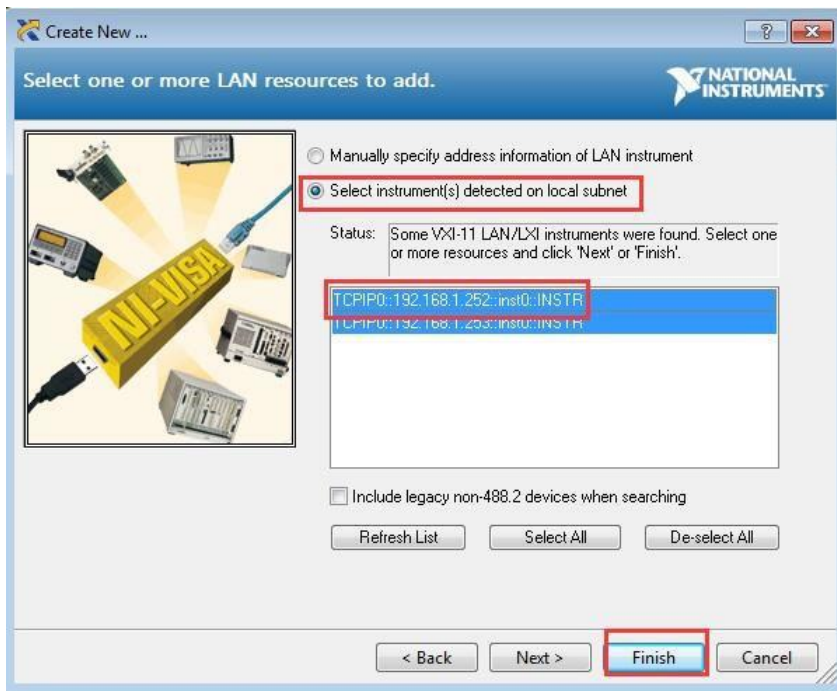 Create New ...
Select one or more LAN resources to add.
NATIONAL
INSTRUMENTS
Manually specify address information of LAN instrument
Select instrument(s) detected on local subnet
Status: Some VXI-11 LAN/LXI instruments were found. Select one
or more resources and click 'Next' or 'Finish'.
NI-VISA
TCPIP0::192.168.1.252::inst0::INSTR
TCPIP0::192.168.1.253::inst0::INSTR
Include legacy non-488.2 devices when searching
Refresh List Select All De-select All
< Back Next > Finish Cancel